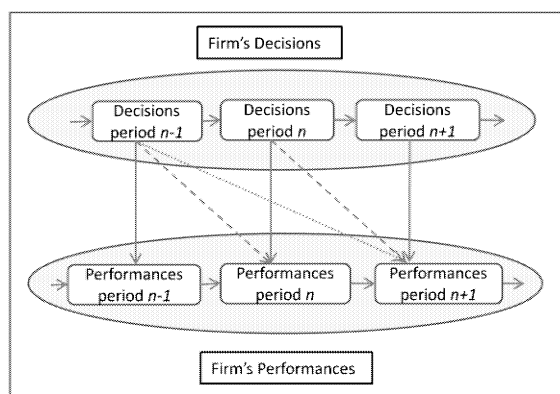 Firm's Decisions
Decisions
period n-1
Decisions
period n
Decisions
period n+1
Performances
period n-1
Performances
period n
Performances
period n+1
Firm's Performances